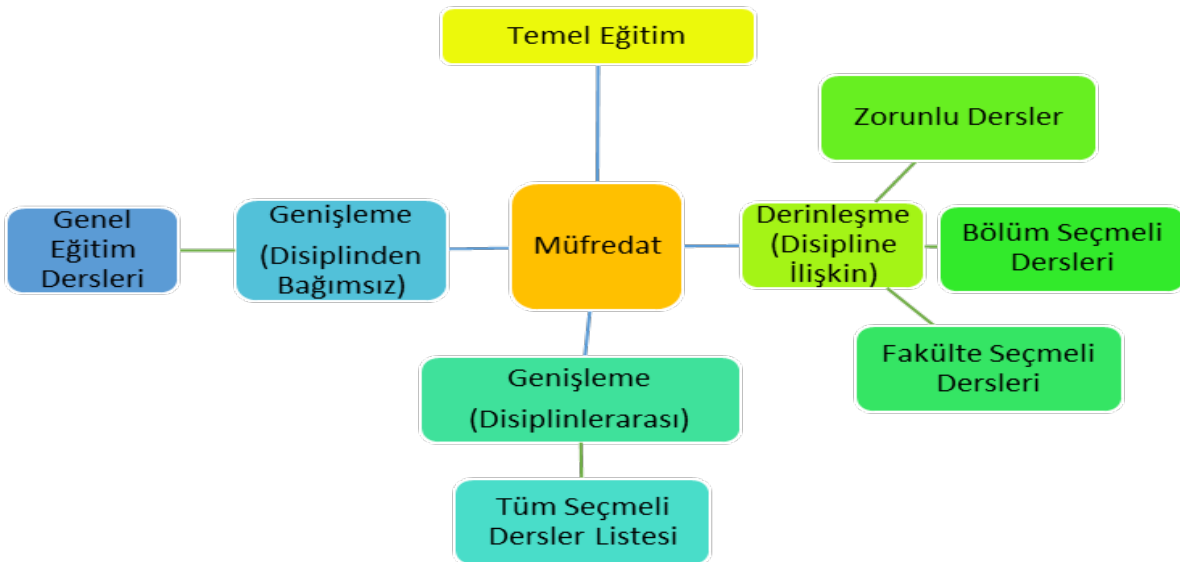 Temel Eğitim
Zorunlu Dersler
Genel
Eğitim
Dersleri
Genişleme
(Disiplinden
Bağımsız)
Müfredat
Derinleşme
(Disipline
İlişkin)
Bölüm Seçmeli
Dersleri
Fakülte Seçmeli
Dersleri
Genişleme
(Disiplinlerarası)
Tüm Seçmeli
Dersler Listesi